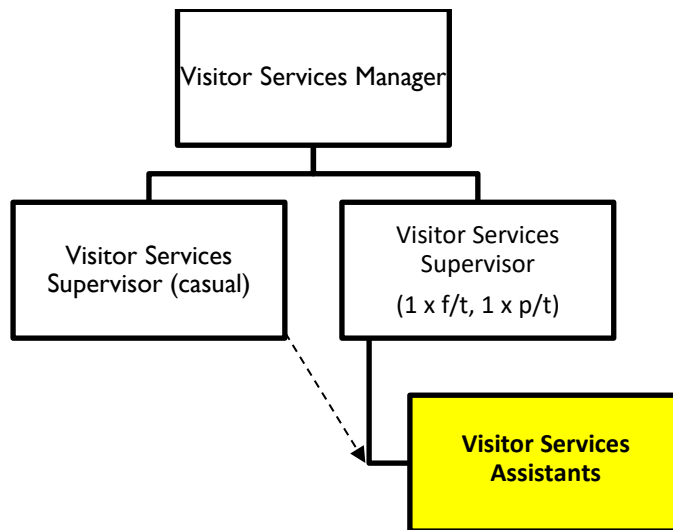 Visitor Services Manager
Visitor Services
Supervisor (casual)
Visitor Services
Supervisor
(1 x f/t, 1 x p/t)
Visitor Services
Assistants